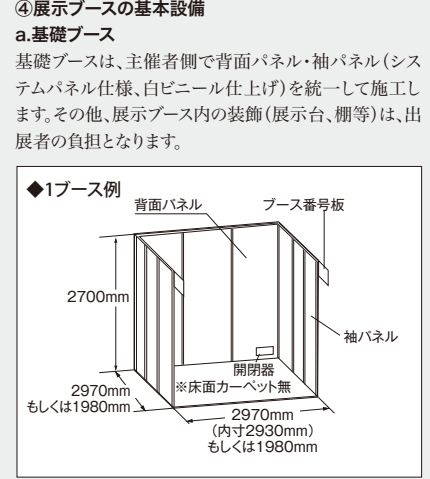 ④展示ブースの基本設備
a.基礎ブース
基礎ブースは、主催者側で背面パネル・袖パネル(シス
テムパネル仕様、白ビニール仕上げ)を統一して施工し
ます。その他、展示ブース内の装飾(展示台、棚等)は、出
展者の負担となります。
◆1ブース例
背面パネル
ブース番号板
2700mm
袖パネル
開閉器
※床面カーペット無
2970mm
もしくは1980mm
2970mm
(内寸2930mm)
もしくは1980mm